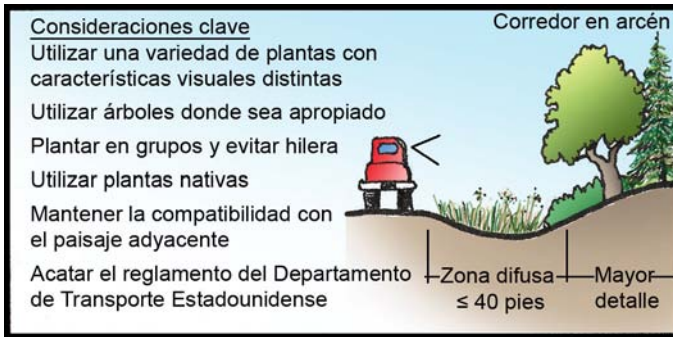 Consideraciones clave
Utilizar una variedad de plantas con
características visuales distintas
Utilizar árboles donde sea apropiado
Plantar en grupos y evitar hilera
Utilizar plantas nativas
Mantener la compatibilidad con
el paisaje adyacente
Acatar el reglamento del Departamento
de Transporte Estadounidense
Corredor en arcén
Zona difusa
≤ 40 pies
Mayor
detalle